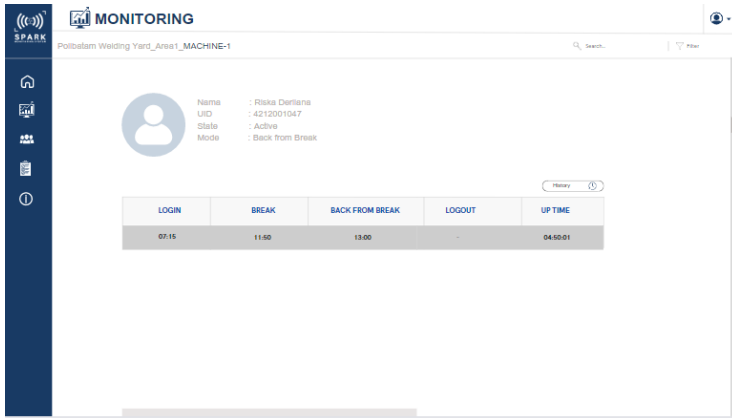 ((( ))) MONITORING
SPARK
Polibatam Welding Yard_Area1_MACHINE-1 Search.. Filter
Name : Riska Derliana
UID : 4212001047
State : Active
Mode : Back from Break
History
LOGIN BREAK BACK FROM BREAK LOGOUT UP TIME
07:15 11:50 13:00 - 04:50:01